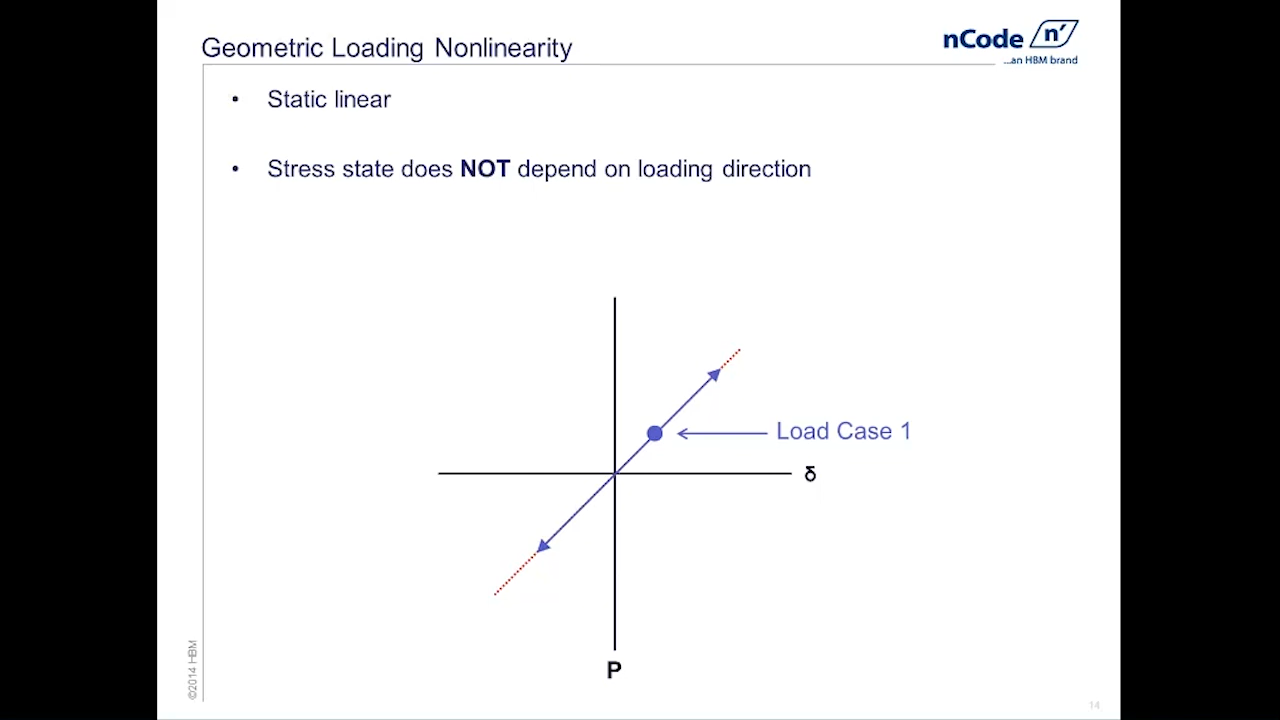 Geometric Loading Nonlinearity
nCode n'
...an HBM brand
• Static linear
• Stress state does NOT depend on loading direction
Load Case 1
δ
P
©2014 HBM
14